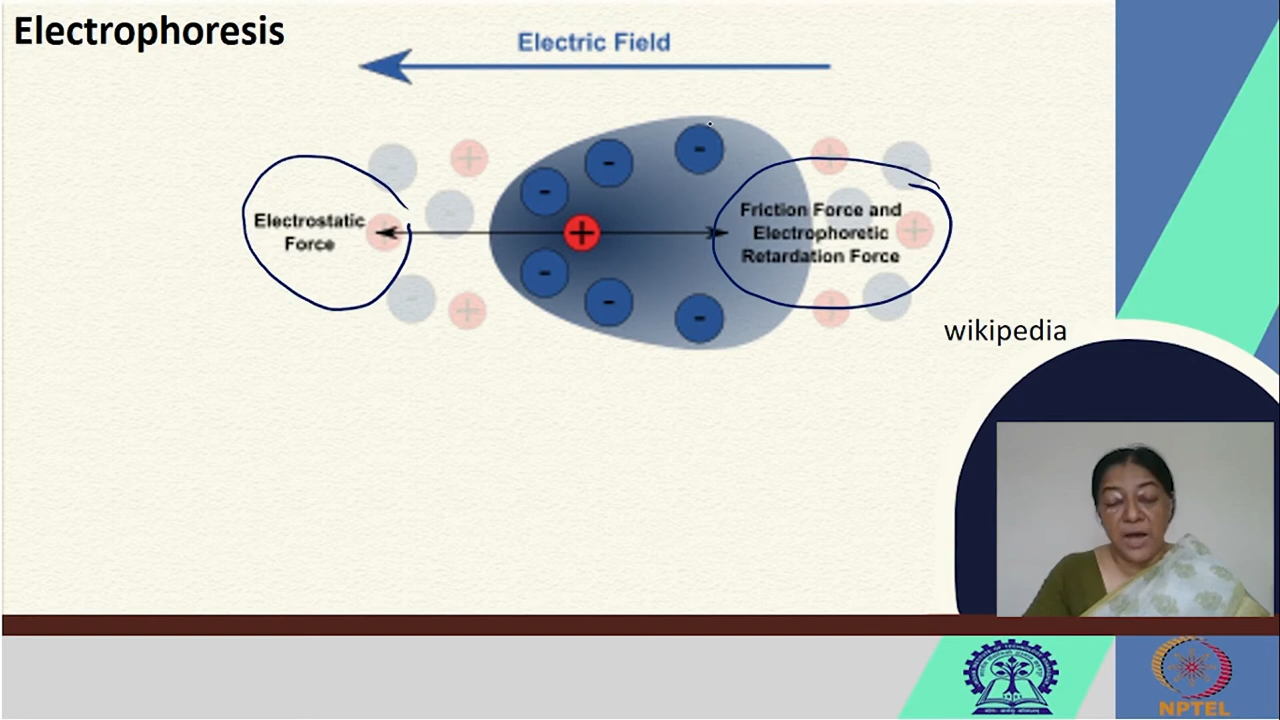 Electrophoresis
Electric Field
Electrostatic
Force
Friction Force and
Electrophoretic
Retardation Force
wikipedia
NPTEL